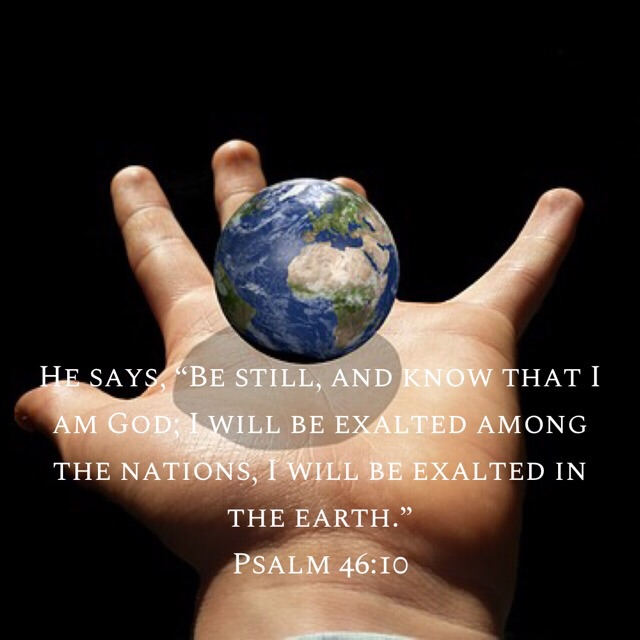 He says, “Be still, and know that I
am God; I will be exalted among
the nations, I will be exalted in
the earth.”
Psalm 46:10